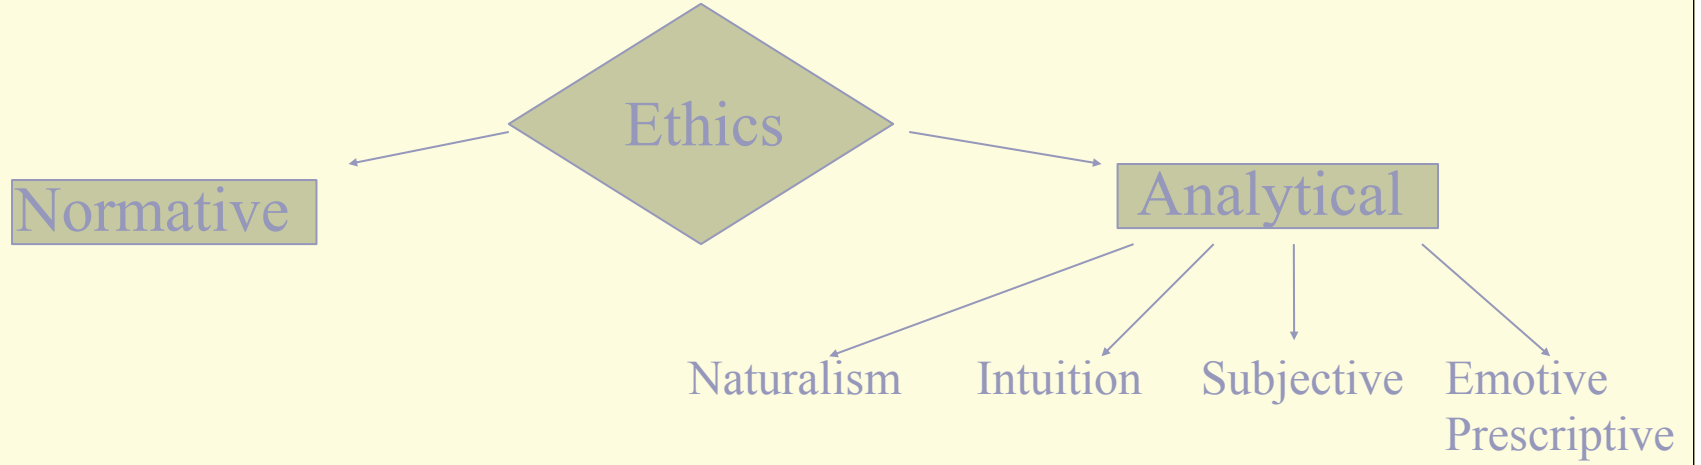 Ethics
Normative
Analytical
Naturalism
Intuition
Subjective
Emotive
Prescriptive